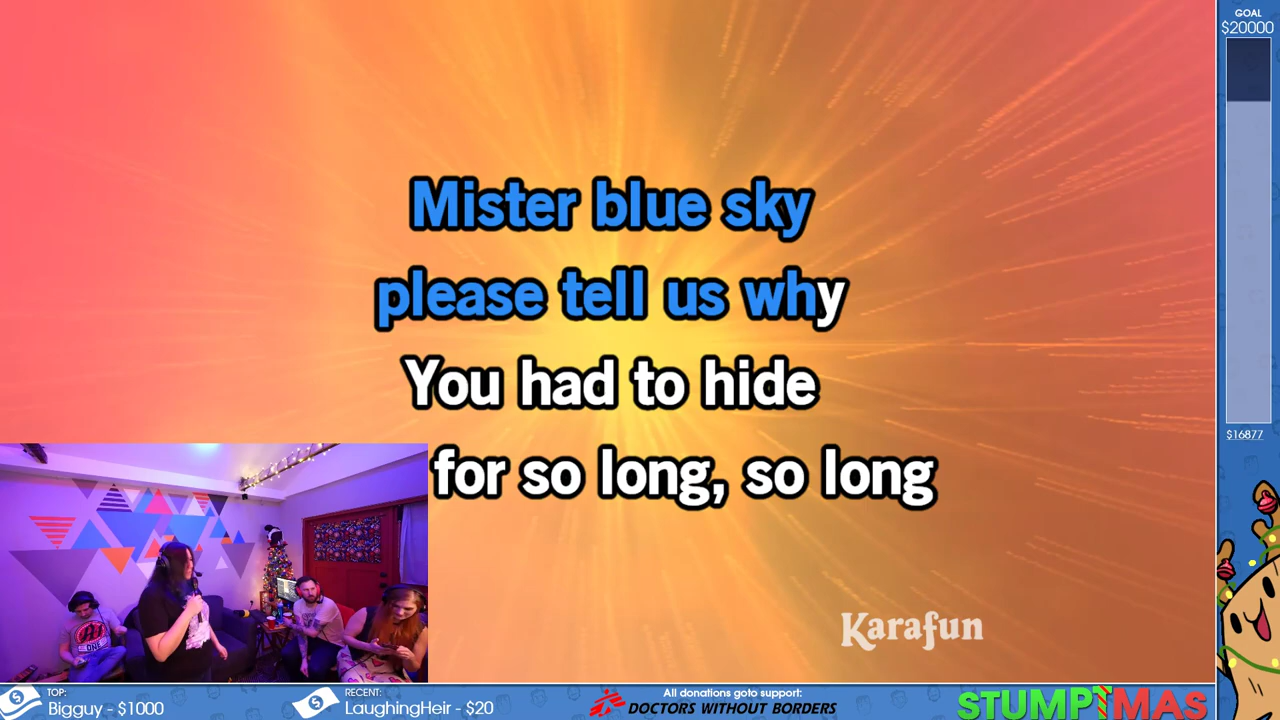 GOAL
$20000
Mister blue sky
please tell us why
You had to hide
for so long, so long
$16877
Karafun
TOP:
Bigguy - $1000
RECENT:
LaughingHeir - $20
All donations goto support:
DOCTORS WITHOUT BORDERS
STUMPTMAS